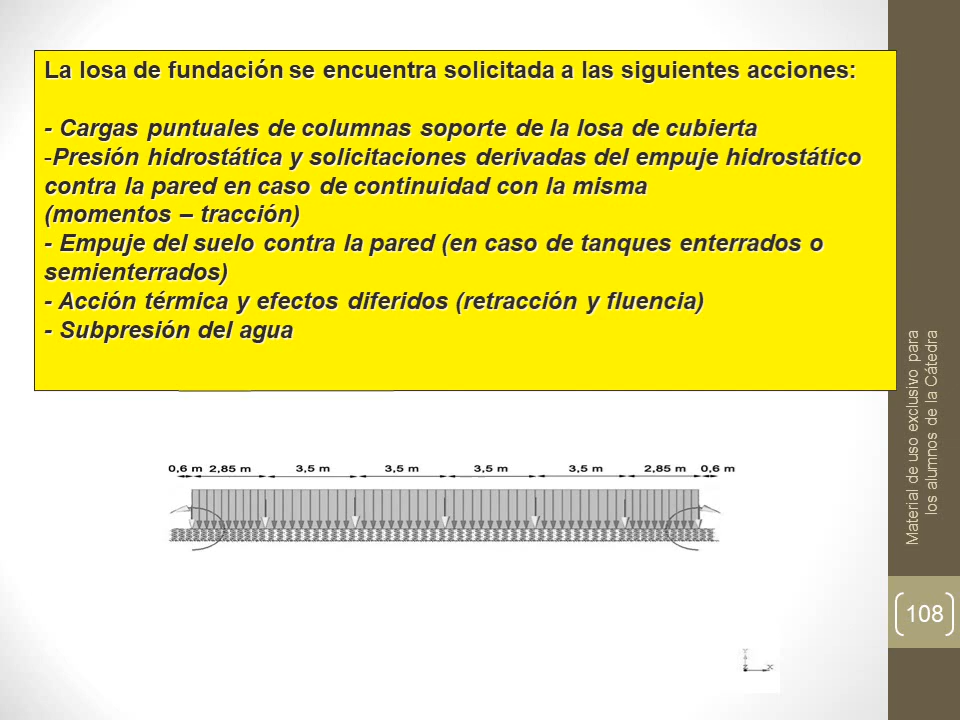 La losa de fundación se encuentra solicitada a las siguientes acciones:
- Cargas puntuales de columnas soporte de la losa de cubierta
-Presión hidrostática y solicitaciones derivadas del empuje hidrostático
contra la pared en caso de continuidad con la misma
(momentos – tracción)
- Empuje del suelo contra la pared (en caso de tanques enterrados o
semienterrados)
- Acción térmica y efectos diferidos (retracción y fluencia)
- Subpresión del agua
0,6 m 2,85 m 3,5 m 3,5 m 3,5 m 3,5 m 2,85 m 0,6 m
Material de uso exclusivo para
los alumnos de la Cátedra
108